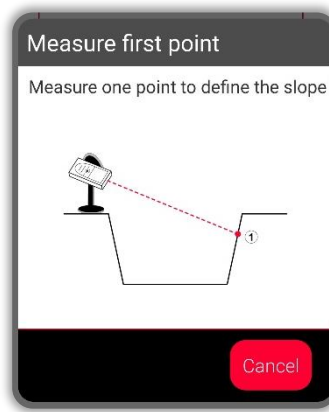 Measure first point
Measure one point to define the slope
①
Cancel